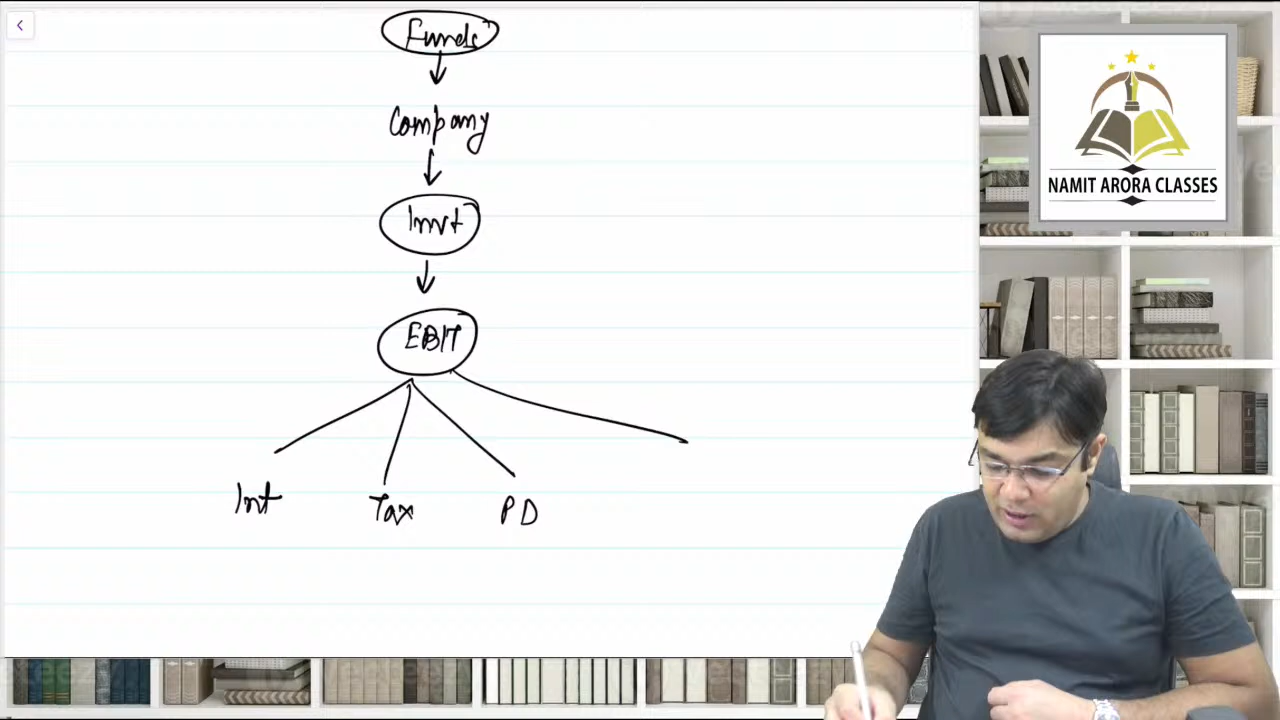 Funds
Company
Invt
EBIT
Int Tax PD
NAMIT ARORA CLASSES